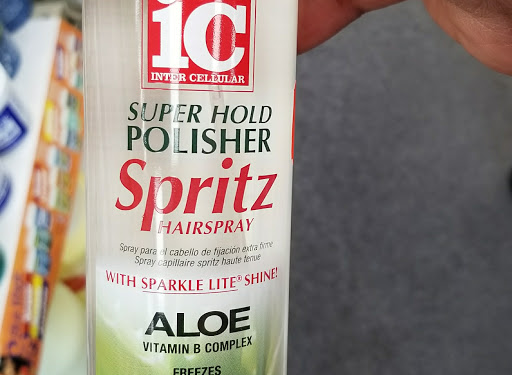 iC
INTER CELLULAR
SUPER HOLD
POLISHER
Spritz
HAIRSPRAY
Spray para el cabello de fijación extra firme
Spray capillaire spritz haute tenue
WITH SPARKLE LITE® SHINE!
ALOE
VITAMIN B COMPLEX
FREEZES